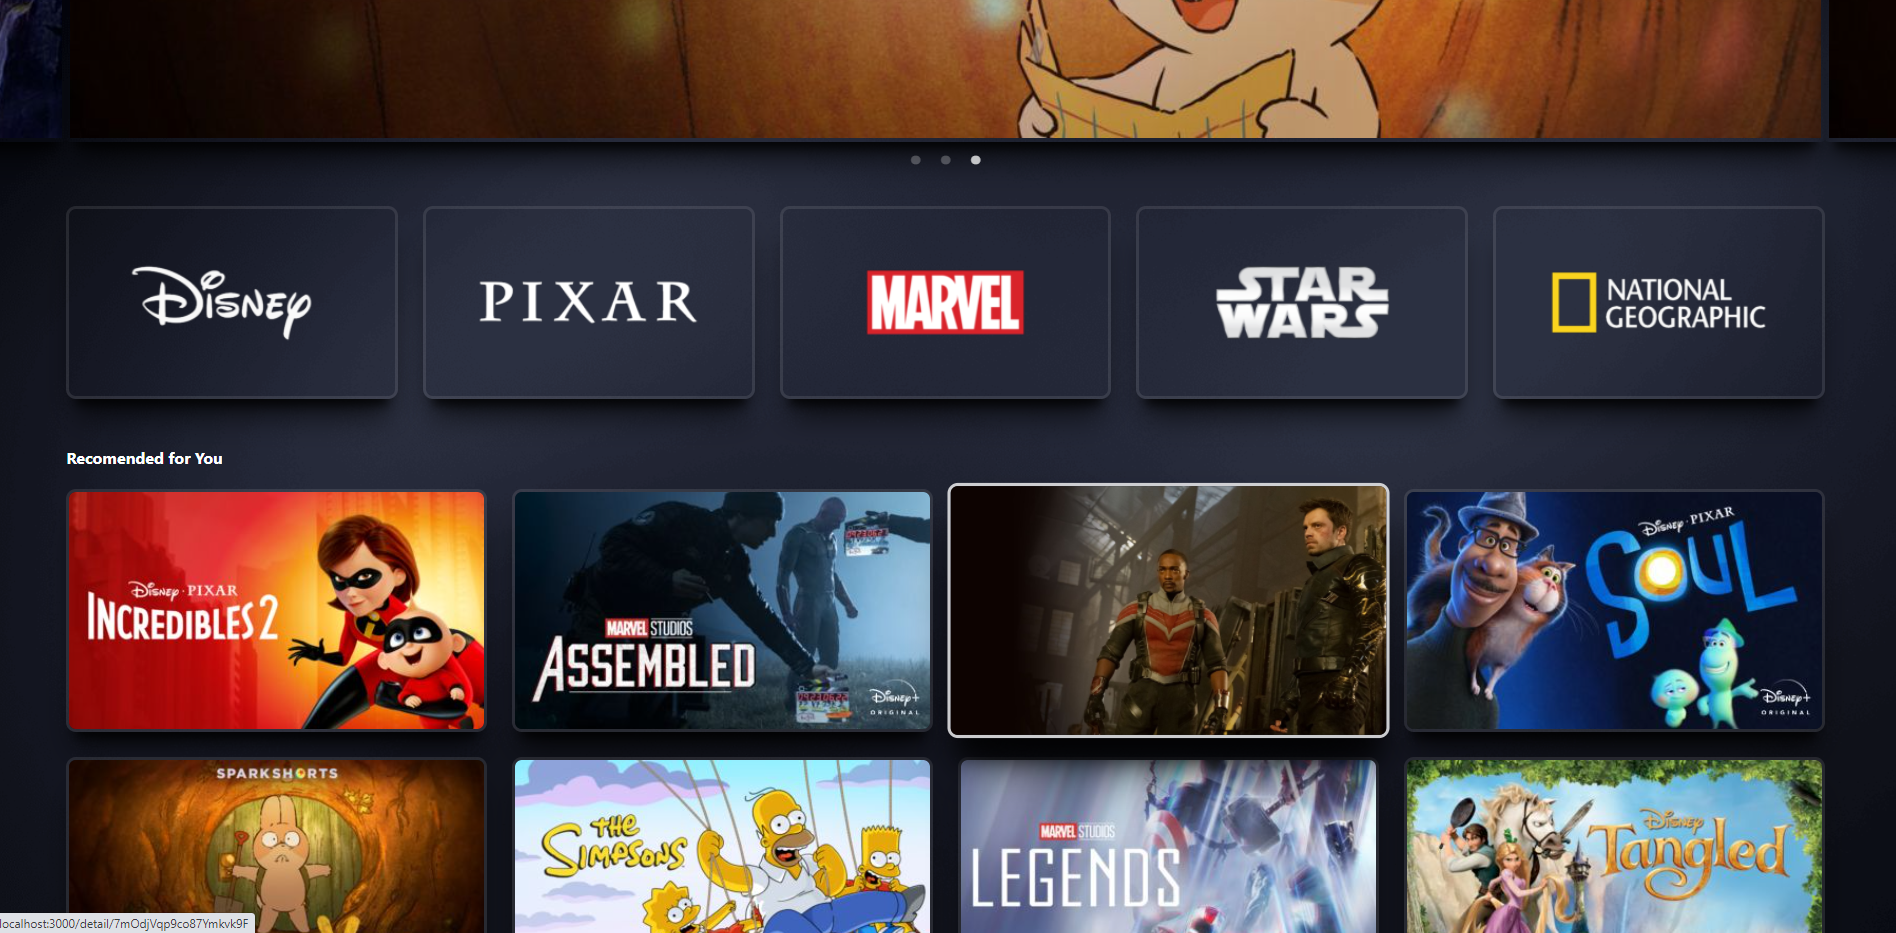 DISNEY
PIXAR
MARVEL
STAR
WARS
NATIONAL
GEOGRAPHIC
Recomended for You
DISNEY · PIXAR
INCREDIBLES 2
MARVEL STUDIOS
ASSEMBLED
DISNEY+
ORIGINAL
DISNEY · PIXAR
SOUL
DISNEY+
ORIGINAL
SPARKSHORTS
THE
SIMPSONS
MARVEL STUDIOS
LEGENDS
DISNEY
Tangled
localhost:3000/detail/7mOdjVqp9co87Ymkvk9F